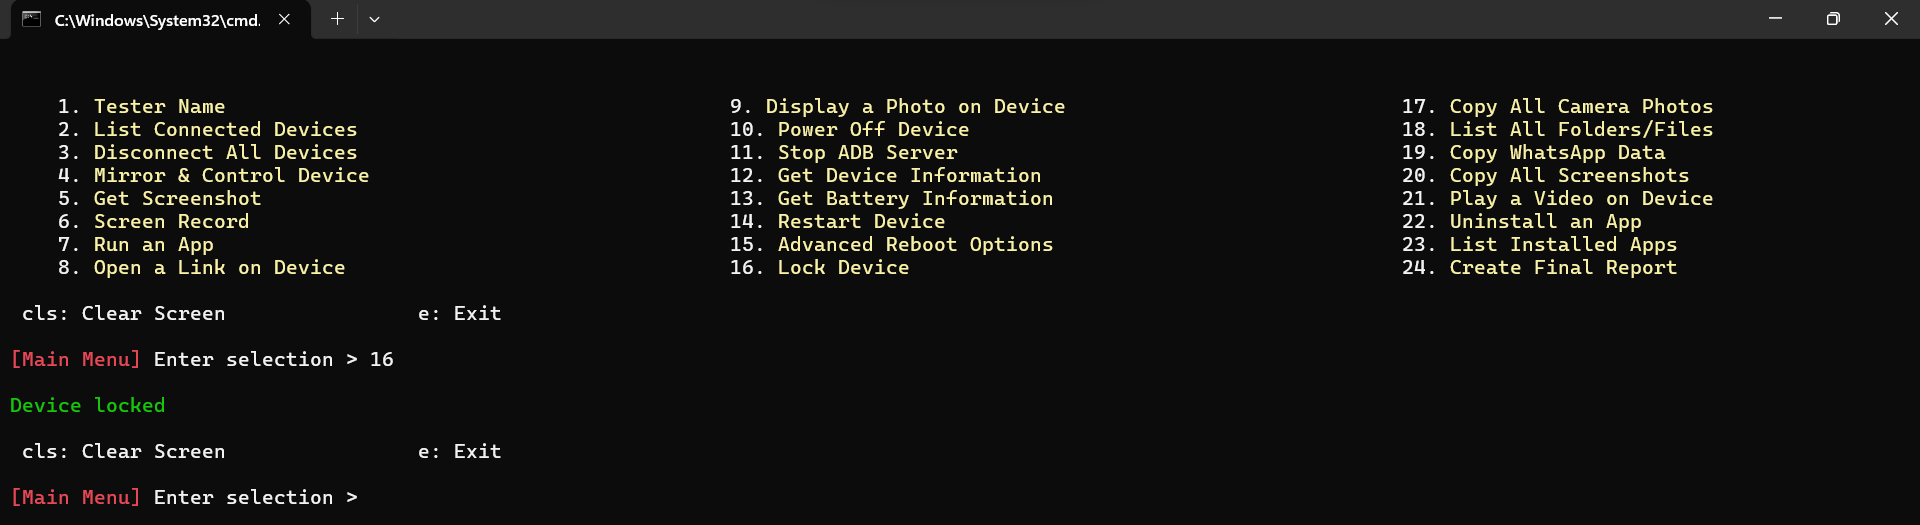 C:\Windows\System32\cmd.
1. Tester Name 9. Display a Photo on Device 17. Copy All Camera Photos
2. List Connected Devices 10. Power Off Device 18. List All Folders/Files
3. Disconnect All Devices 11. Stop ADB Server 19. Copy WhatsApp Data
4. Mirror & Control Device 12. Get Device Information 20. Copy All Screenshots
5. Get Screenshot 13. Get Battery Information 21. Play a Video on Device
6. Screen Record 14. Restart Device 22. Uninstall an App
7. Run an App 15. Advanced Reboot Options 23. List Installed Apps
8. Open a Link on Device 16. Lock Device 24. Create Final Report
cls: Clear Screen e: Exit
[Main Menu] Enter selection > 16
Device locked
cls: Clear Screen e: Exit
[Main Menu] Enter selection >